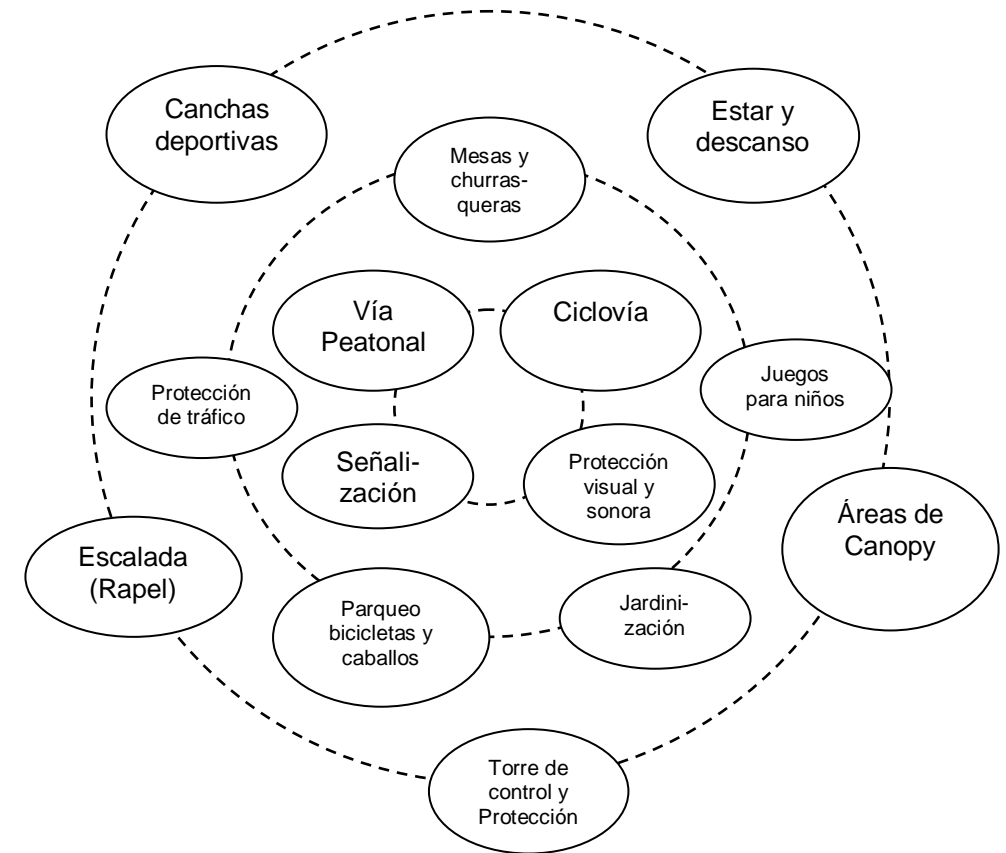 Canchas
deportivas
Estar y
descanso
Mesas y
churras-
queras
Vía
Peatonal
Ciclovía
Protección
de tráfico
Juegos
para niños
Señali-
zación
Protección
visual y
sonora
Escalada
(Rapel)
Áreas de
Canopy
Parqueo
bicicletas y
caballos
Jardini-
zación
Torre de
control y
Protección